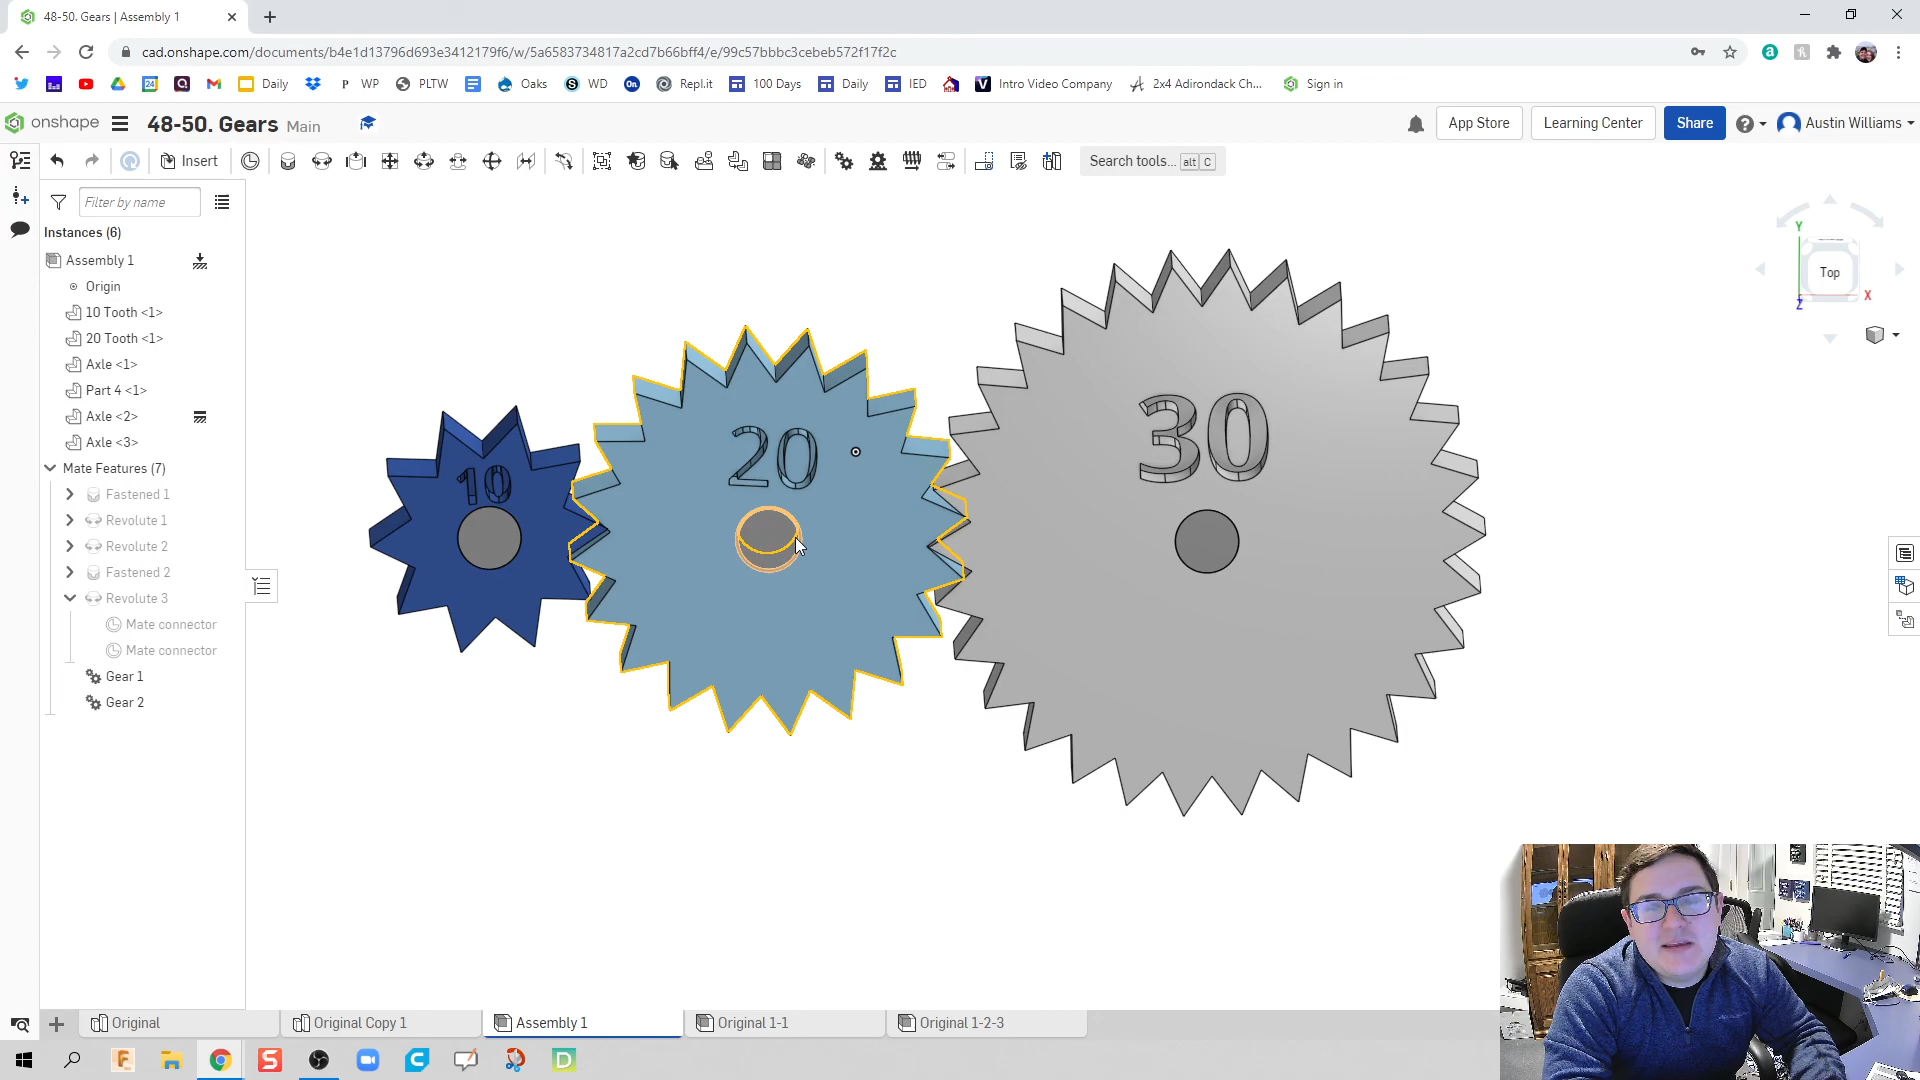 48-50. Gears | Assembly 1
cad.onshape.com/documents/b4e1d13796d693e3412179f6/w/5a6583734817a2cd7b66bff4/e/99c57bbbc3cebeb572f17f2c
Daily
P WP
PLTW
Oaks
S WD
On
Repl.it
100 Days
Daily
IED
V Intro Video Company
2x4 Adirondack Ch...
Sign in
onshape
48-50. Gears Main
App Store
Learning Center
Share
Austin Williams
Insert
Search tools... alt C
Filter by name
Instances (6)
Assembly 1
Origin
10 Tooth <1>
20 Tooth <1>
Axle <1>
Part 4 <1>
Axle <2>
Axle <3>
Mate Features (7)
Fastened 1
Revolute 1
Revolute 2
Fastened 2
Revolute 3
Mate connector
Mate connector
Gear 1
Gear 2
10
20
30
Y
Top
X
Z
Original
Original Copy 1
Assembly 1
Original 1-1
Original 1-2-3